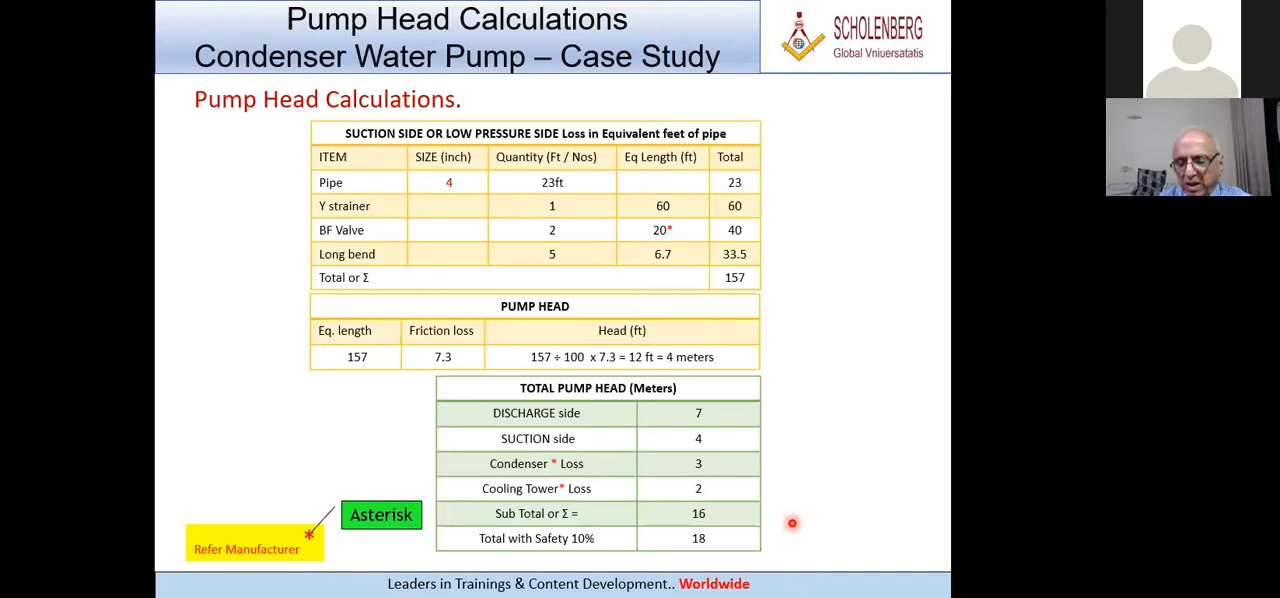 Pump Head Calculations
Condenser Water Pump – Case Study
SCHOLENBERG
Global Vniuersatatis
Pump Head Calculations.
SUCTION SIDE OR LOW PRESSURE SIDE Loss in Equivalent feet of pipe
ITEM SIZE (inch) Quantity (Ft / Nos) Eq Length (ft) Total
Pipe 4 23ft 23
Y strainer 1 60 60
BF Valve 2 20* 40
Long bend 5 6.7 33.5
Total or Σ 157
PUMP HEAD
Eq. length Friction loss Head (ft)
157 7.3 157 ÷ 100 x 7.3 = 12 ft = 4 meters
TOTAL PUMP HEAD (Meters)
DISCHARGE side 7
SUCTION side 4
Condenser * Loss 3
Cooling Tower* Loss 2
Sub Total or Σ = 16
Total with Safety 10% 18
Asterisk
*
Refer Manufacturer
Leaders in Trainings & Content Development.. Worldwide